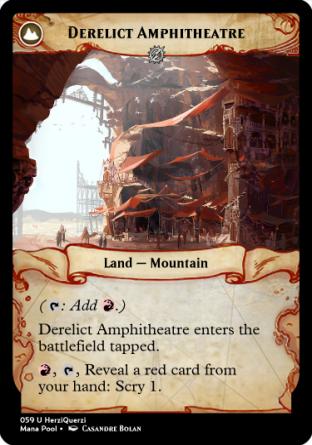 DERELICT AMPHITHEATRE
Land — Mountain
( : Add .)
Derelict Amphitheatre enters the
battlefield tapped.
, , Reveal a red card from
your hand: Scry 1.
059 U HerziQuerzi
Mana Pool • CASANDRE BOLAN